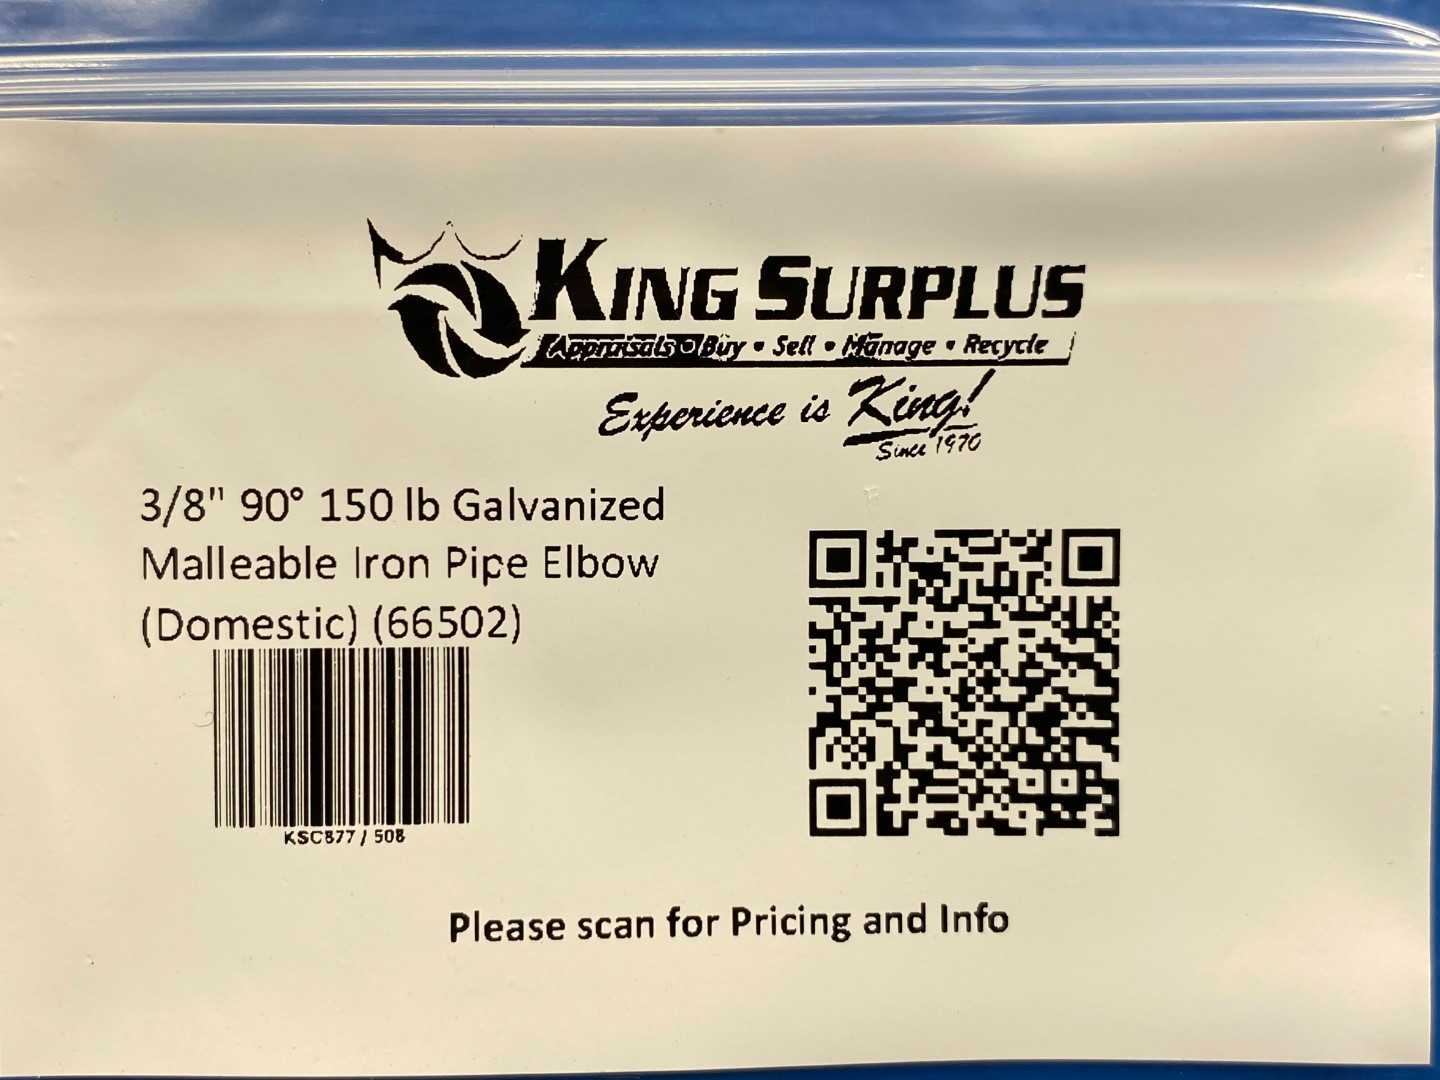 KING SURPLUS
Appraisals • Buy • Sell • Manage • Recycle
Experience is King!
Since 1970
3/8" 90° 150 lb Galvanized
Malleable Iron Pipe Elbow
(Domestic) (66502)
KSC877 / 508
Please scan for Pricing and Info